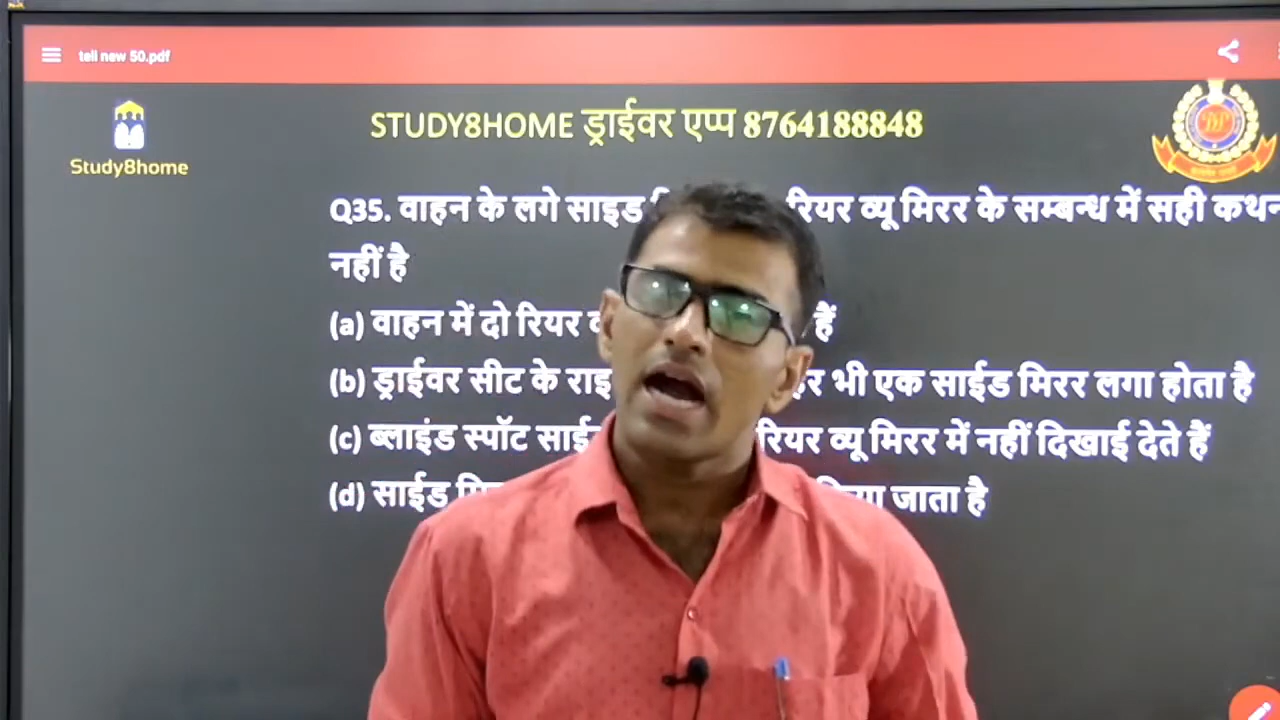 tell new 50.pdf
STUDY8HOME ड्राईवर एप्प 8764188848
Study8home
Q35. वाहन के लगे साइड रियर व्यू मिरर के सम्बन्ध में सही कथन
नहीं है
(a) वाहन में दो रियर हैं
(b) ड्राईवर सीट के भी एक साईड मिरर लगा होता है
(c) ब्लाइंड स्पॉट रियर व्यू मिरर में नहीं दिखाई देते हैं
(d) साईड जाता है